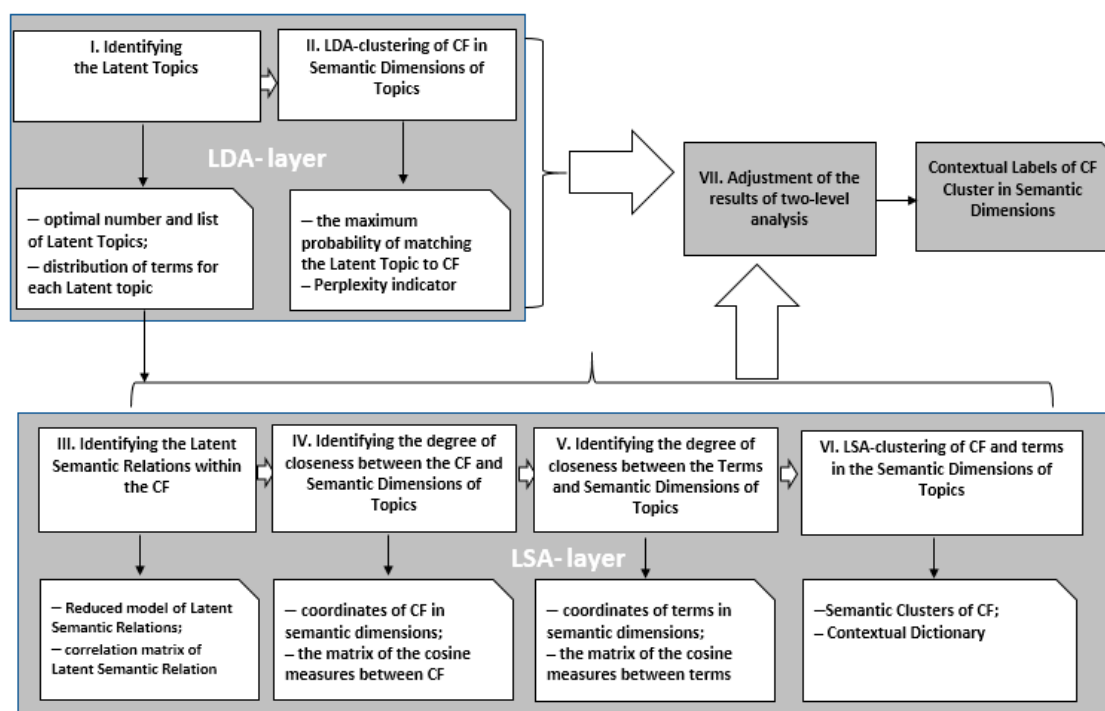 I. Identifying
the Latent Topics
II. LDA-clustering of CF in
Semantic Dimensions of
Topics
LDA- layer
– optimal number and list
of Latent Topics;
– distribution of terms for
each Latent topic
– the maximum
probability of matching
the Latent Topic to CF
– Perplexity indicator
VII. Adjustment of the
results of two-level
analysis
Contextual Labels of CF
Cluster in Semantic
Dimensions
III. Identifying the Latent
Semantic Relations within
the CF
IV. Identifying the degree of
closeness between the CF and
Semantic Dimensions of
Topics
V. Identifying the degree of
closeness between the Terms
and Semantic Dimensions of
Topics
VI. LSA-clustering of CF and terms
in the Semantic Dimensions of
Topics
LSA- layer
– Reduced model of Latent
Semantic Relations;
– correlation matrix of
Latent Semantic Relation
– coordinates of CF in
semantic dimensions;
– the matrix of the cosine
measures between CF
– coordinates of terms in
semantic dimensions;
– the matrix of the cosine
measures between terms
–Semantic Clusters of CF;
– Contextual Dictionary